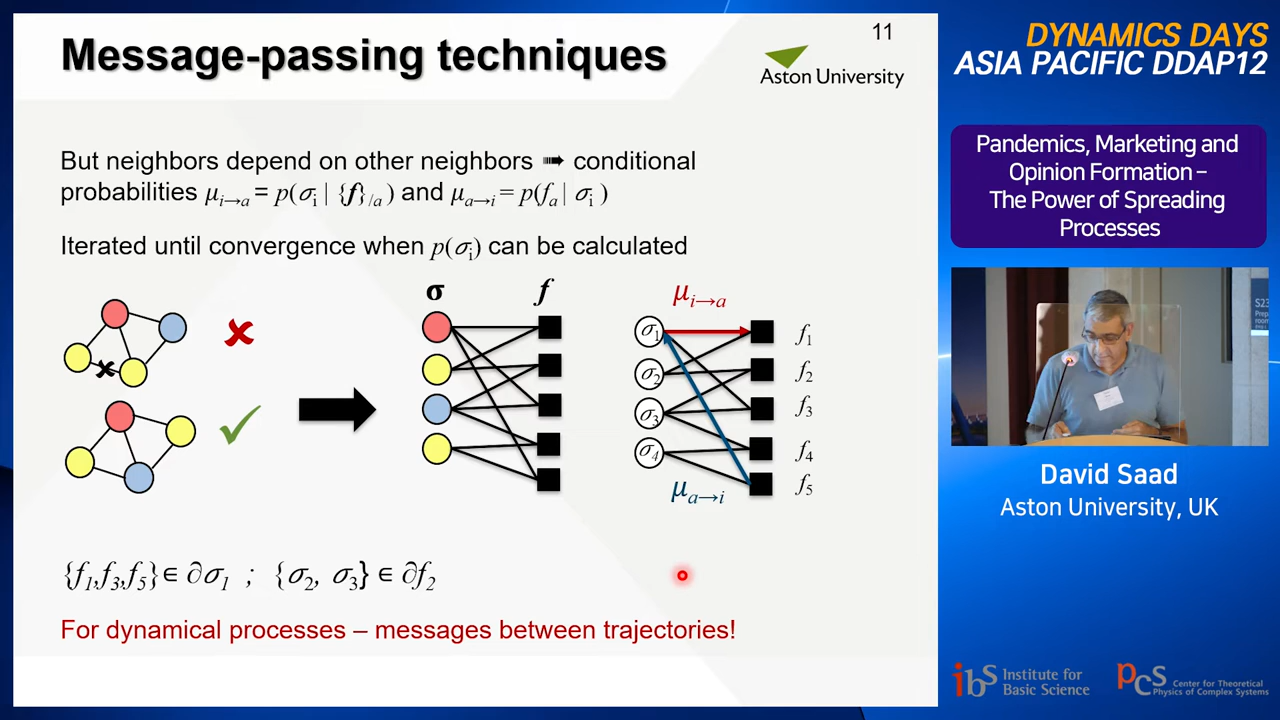 11
Message-passing techniques
Aston University
But neighbors depend on other neighbors ➠ conditional
probabilities μi→a = p(σi | {f}/a) and μa→i = p(fa | σi )
Iterated until convergence when p(σi) can be calculated
σ
f
μi→a
σ1
σ2
σ3
σ4
f1
f2
f3
f4
f5
μa→i
{f1,f3,f5}∈ ∂σ1 ; {σ2, σ3} ∈ ∂f2
For dynamical processes – messages between trajectories!
DYNAMICS DAYS
ASIA PACIFIC DDAP12
Pandemics, Marketing and
Opinion Formation –
The Power of Spreading
Processes
David Saad
Aston University, UK
ibS Institute for
Basic Science
pcs Center for Theoretical
Physics of Complex Systems